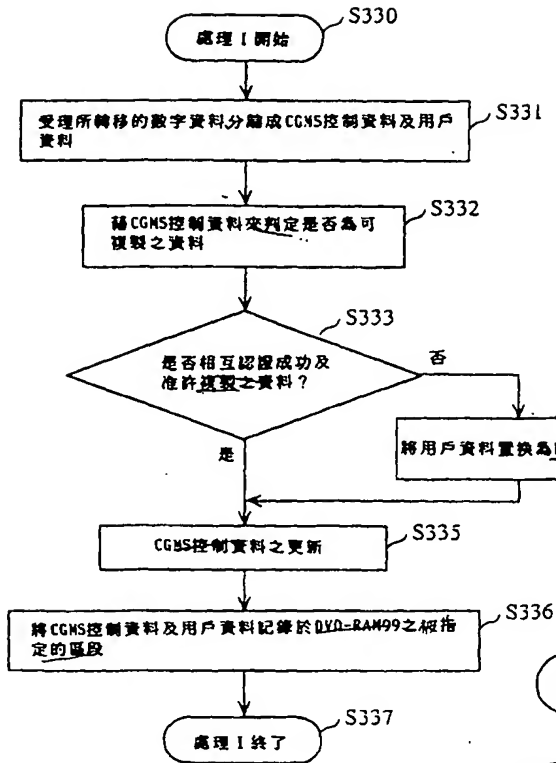 S330
處理I開始
S331
受理所轉移的數字資料,分離成CGMS控制資料及用戶
資料
S332
藉CGMS控制資料來判定是否為可
複製之資料
S333
是否相互認證成功及
准許複製之資料?
否
是
將用戶資料置換為
S335
CGMS控制資料之更新
S336
將CGMS控制資料及用戶資料記錄於DVD-RAM99之被指
定的區段
S337
處理I終了